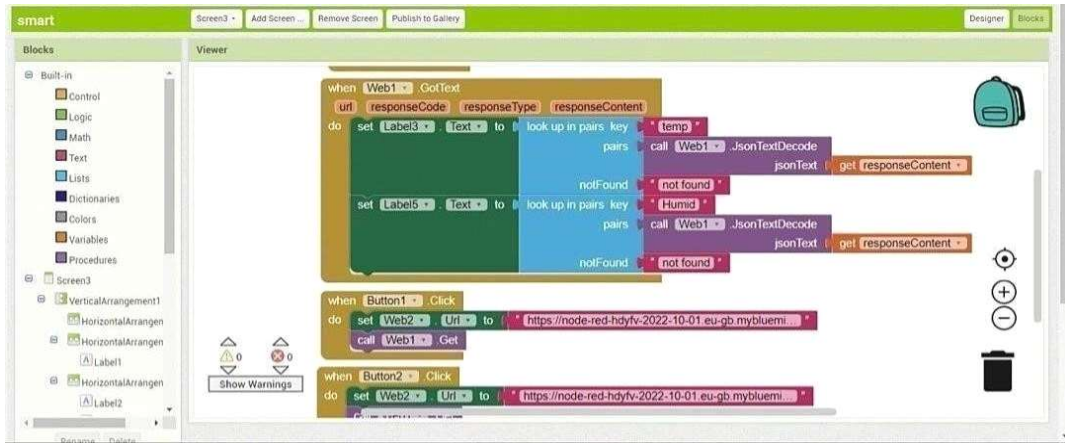 smart
Screen3
Add Screen ...
Remove Screen
Publish to Gallery
Designer
Blocks
Blocks
Viewer
Built-in
Control
Logic
Math
Text
Lists
Dictionaries
Colors
Variables
Procedures
Screen3
VerticalArrangement1
HorizontalArrangen
HorizontalArrangen
Label1
HorizontalArrangen
Label2
Rename Delete
when Web1 .GotText
url responseCode responseType responseContent
do set Label3 . Text to look up in pairs key " temp "
pairs call Web1 .JsonTextDecode
jsonText get responseContent
notFound " not found "
set Label5 . Text to look up in pairs key " Humid "
pairs call Web1 .JsonTextDecode
jsonText get responseContent
notFound " not found "
when Button1 .Click
do set Web2 . Url to " https://node-red-hdyfv-2022-10-01.eu-gb.mybluemi... "
call Web1 .Get
when Button2 .Click
do set Web2 . Url to " https://node-red-hdyfv-2022-10-01.eu-gb.mybluemi... "
0 0
Show Warnings